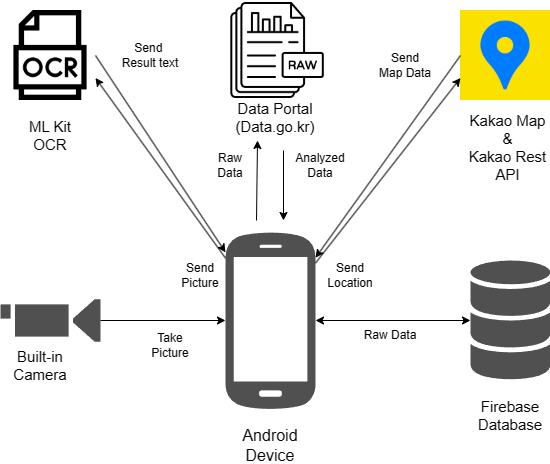 OCR
ML Kit
OCR
Send
Result text
RAW
Data Portal
(Data.go.kr)
Send
Map Data
Kakao Map
&
Kakao Rest
API
Raw
Data
Analyzed
Data
Send
Picture
Send
Location
Built-in
Camera
Take
Picture
Raw Data
Firebase
Database
Android
Device